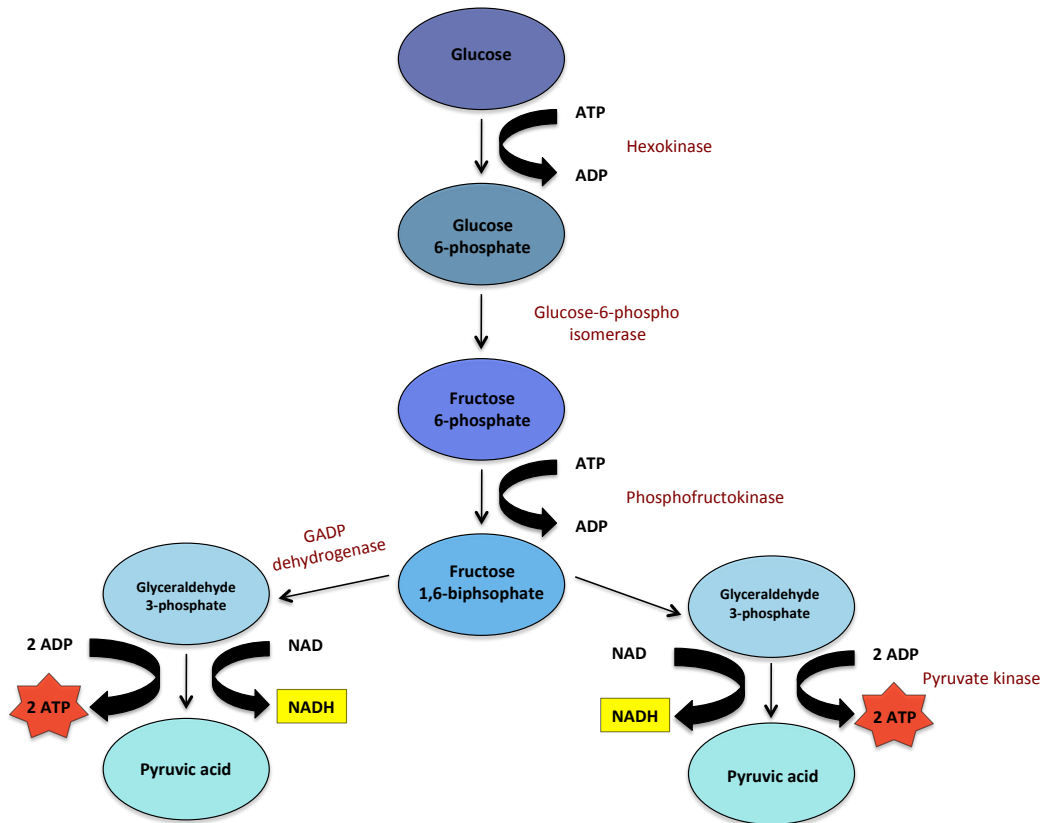 Glucose
ATP
Hexokinase
ADP
Glucose
6-phosphate
Glucose-6-phospho
isomerase
Fructose
6-phosphate
ATP
Phosphofructokinase
ADP
GADP
dehydrogenase
Fructose
1,6-biphsophate
Glyceraldehyde
3-phosphate
Glyceraldehyde
3-phosphate
2 ADP
NAD
2 ATP
NADH
Pyruvic acid
NAD
2 ADP
Pyruvate kinase
NADH
2 ATP
Pyruvic acid